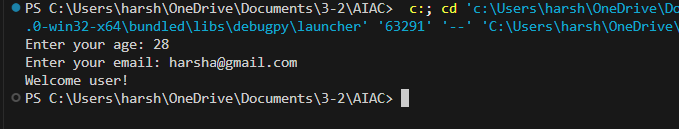 PS C:\Users\harsh\OneDrive\Documents\3-2\AIAC>  c:; cd 'c:\Users\harsh\OneDrive\Do
.0-win32-x64\bundled\libs\debugpy\launcher' '63291' '--' 'C:\Users\harsh\OneDrive\
Enter your age: 28
Enter your email: harsha@gmail.com
Welcome user!
PS C:\Users\harsh\OneDrive\Documents\3-2\AIAC>